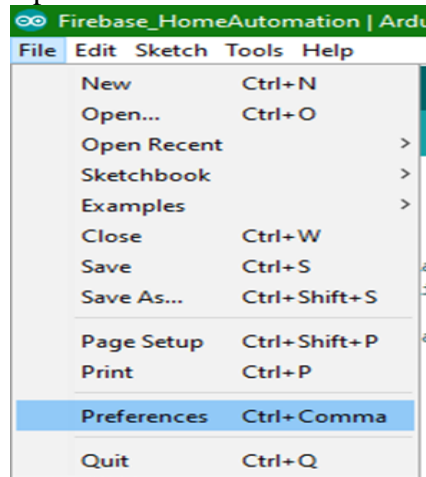 Firebase_HomeAutomation | Ardu
File Edit Sketch Tools Help
New Ctrl+N
Open... Ctrl+O
Open Recent >
Sketchbook >
Examples >
Close Ctrl+W
Save Ctrl+S
Save As... Ctrl+Shift+S
Page Setup Ctrl+Shift+P
Print Ctrl+P
Preferences Ctrl+Comma
Quit Ctrl+Q